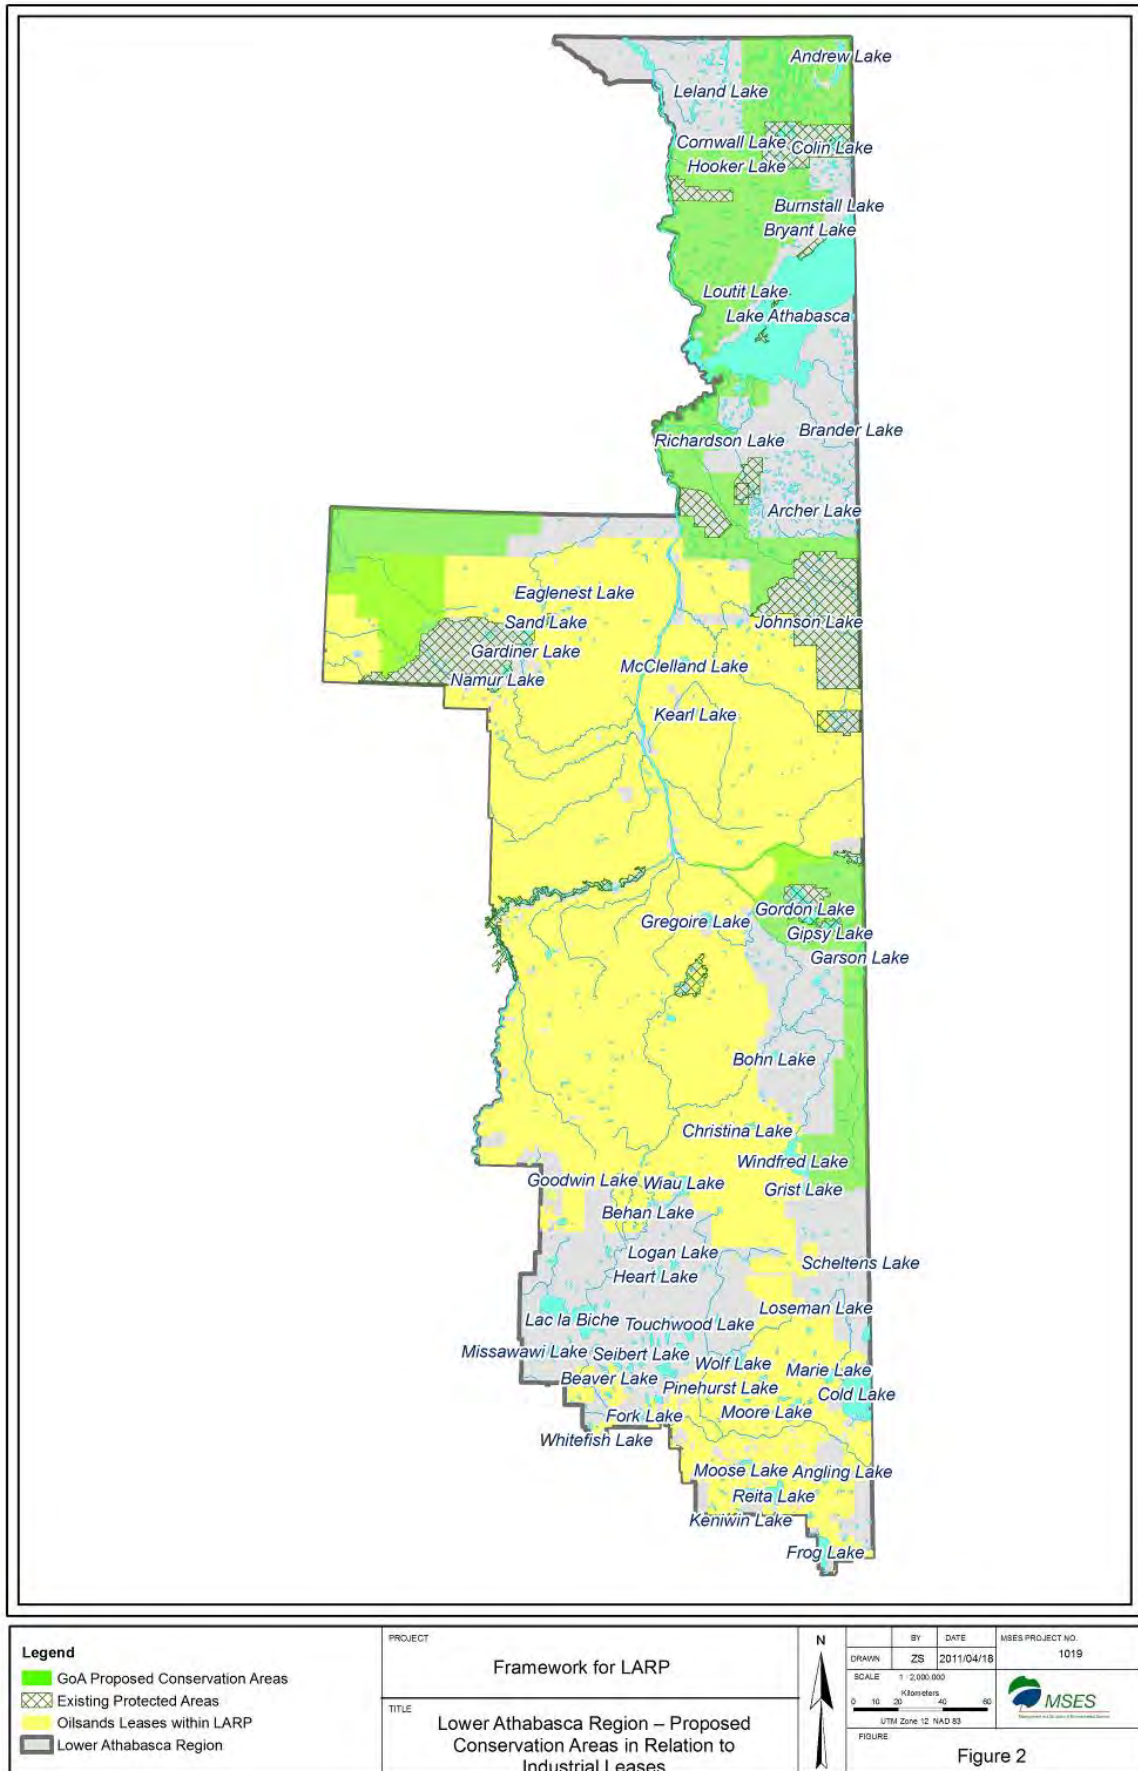 Andrew Lake
Leland Lake
Cornwall Lake
Colin Lake
Hooker Lake
Burnstall Lake
Bryant Lake
Loutit Lake
Lake Athabasca
Brander Lake
Richardson Lake
Archer Lake
Eaglenest Lake
Sand Lake
Johnson Lake
Gardiner Lake
McClelland Lake
Namur Lake
Kearl Lake
Gordon Lake
Gregoire Lake
Gipsy Lake
Garson Lake
Bohn Lake
Christina Lake
Windfred Lake
Goodwin Lake
Wiau Lake
Grist Lake
Behan Lake
Logan Lake
Scheltens Lake
Heart Lake
Loseman Lake
Lac la Biche
Touchwood Lake
Missawawi Lake
Seibert Lake
Wolf Lake
Marie Lake
Beaver Lake
Pinehurst Lake
Cold Lake
Fork Lake
Moore Lake
Whitefish Lake
Moose Lake
Angling Lake
Reita Lake
Keniwin Lake
Frog Lake
Legend
GoA Proposed Conservation Areas
Existing Protected Areas
Oilsands Leases within LARP
Lower Athabasca Region
PROJECT
Framework for LARP
TITLE
Lower Athabasca Region – Proposed
Conservation Areas in Relation to
Industrial Leases
N
BY DATE
DRAWN ZS 2011/04/18
SCALE 1 : 2,000,000
Kilometers
0 10 20 40 60
UTM Zone 12 NAD 83
FIGURE
Figure 2
MSES PROJECT NO.
1019
MSES